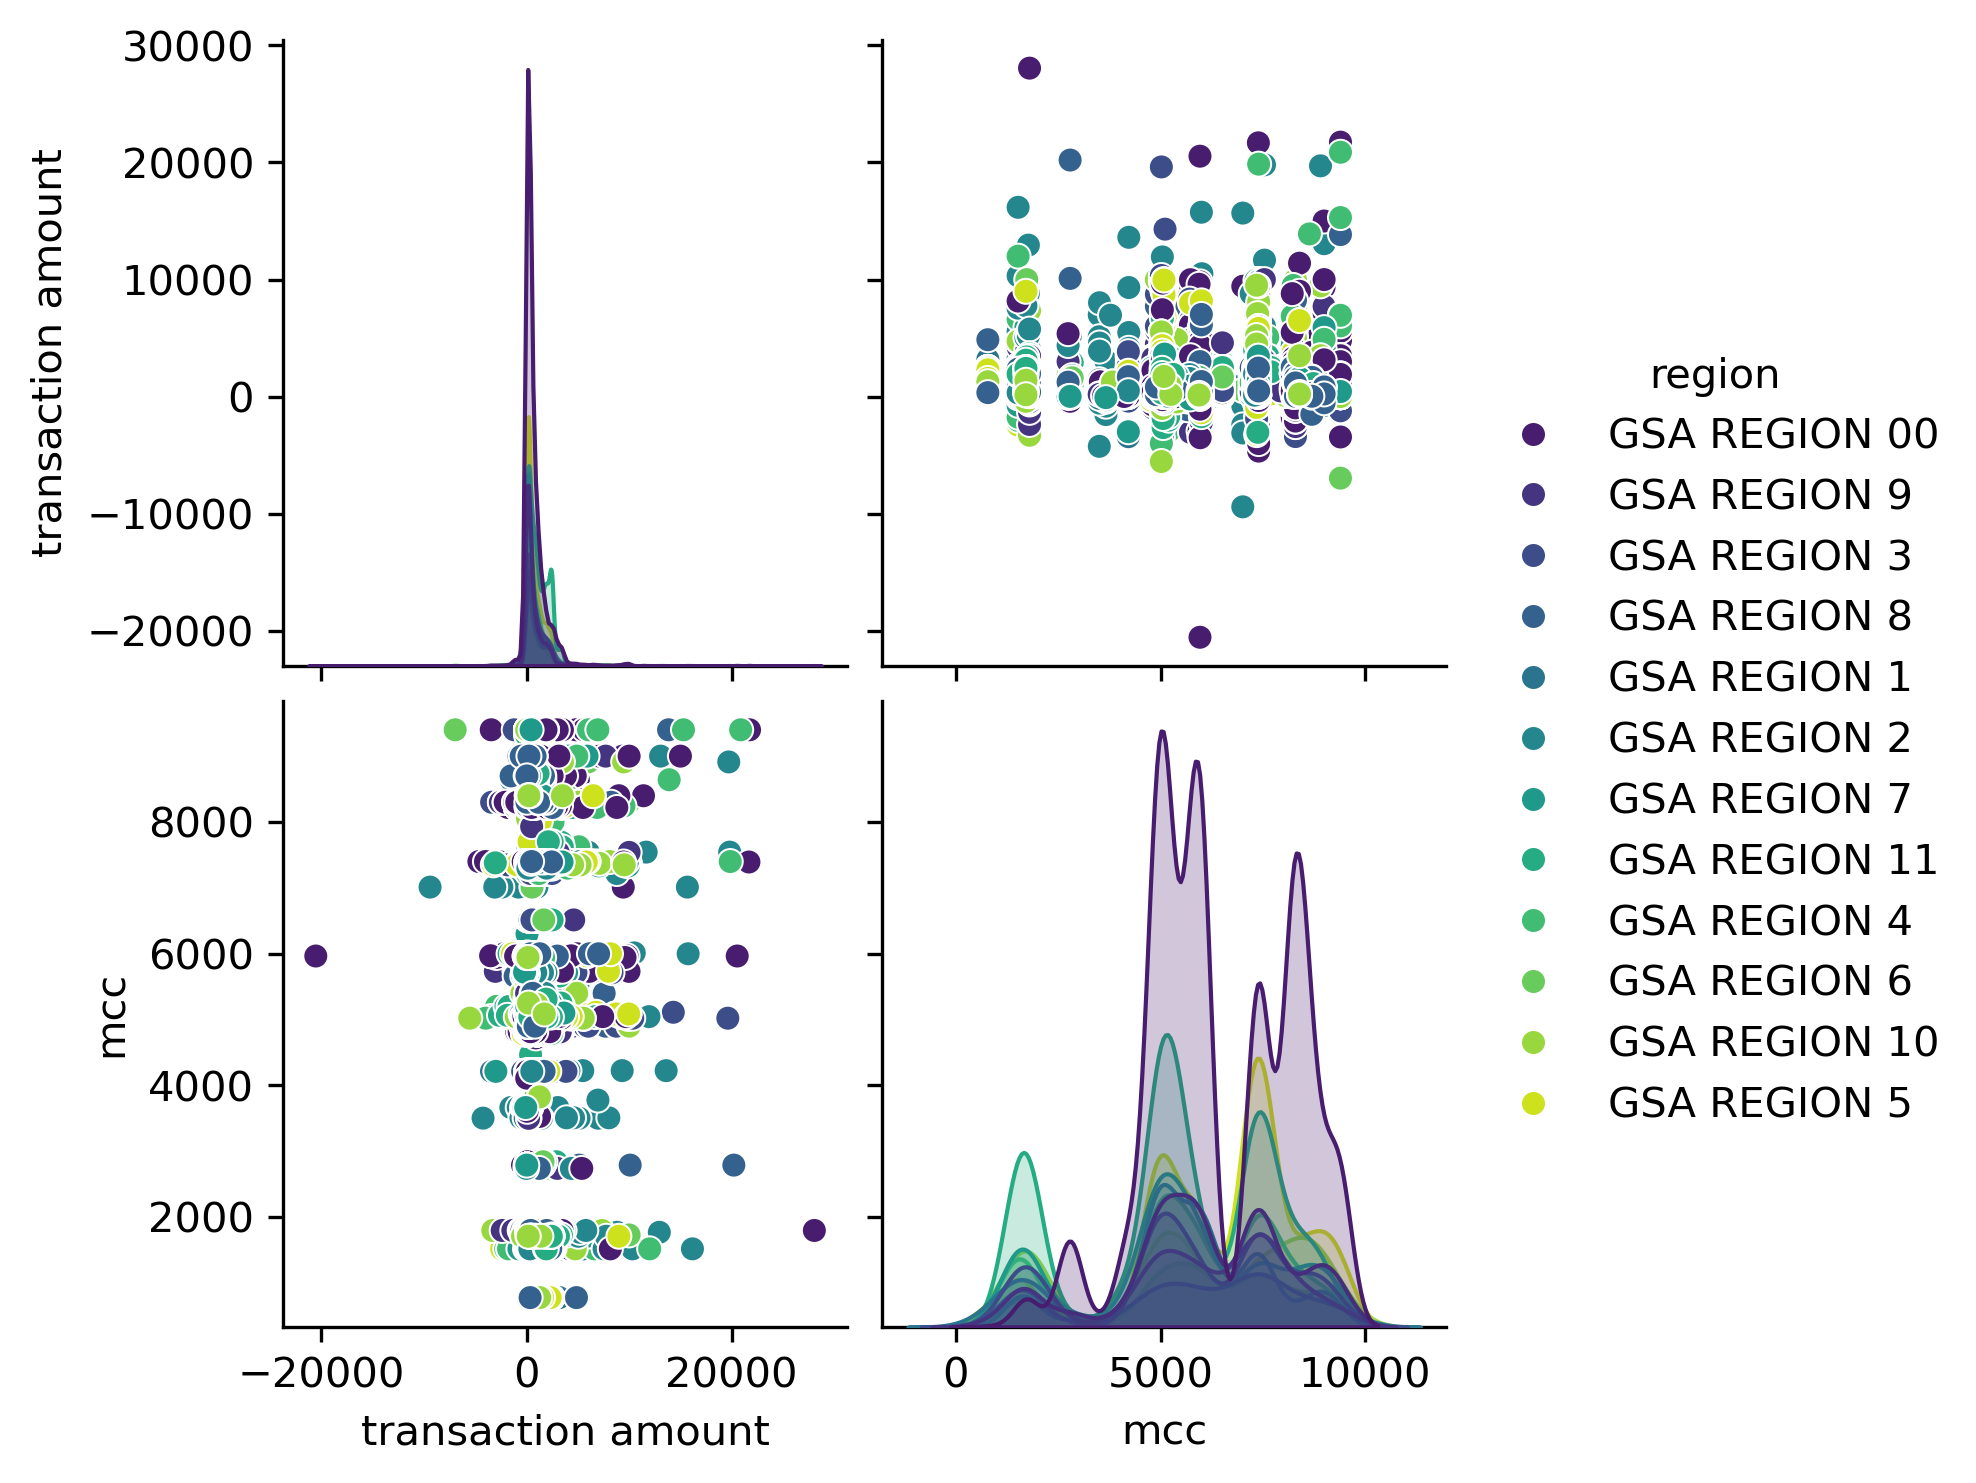 30000
20000
10000
0
−10000
−20000
transaction amount
8000
6000
4000
2000
mcc
−20000
0
20000
transaction amount
0
5000
10000
mcc
region
GSA REGION 00
GSA REGION 9
GSA REGION 3
GSA REGION 8
GSA REGION 1
GSA REGION 2
GSA REGION 7
GSA REGION 11
GSA REGION 4
GSA REGION 6
GSA REGION 10
GSA REGION 5